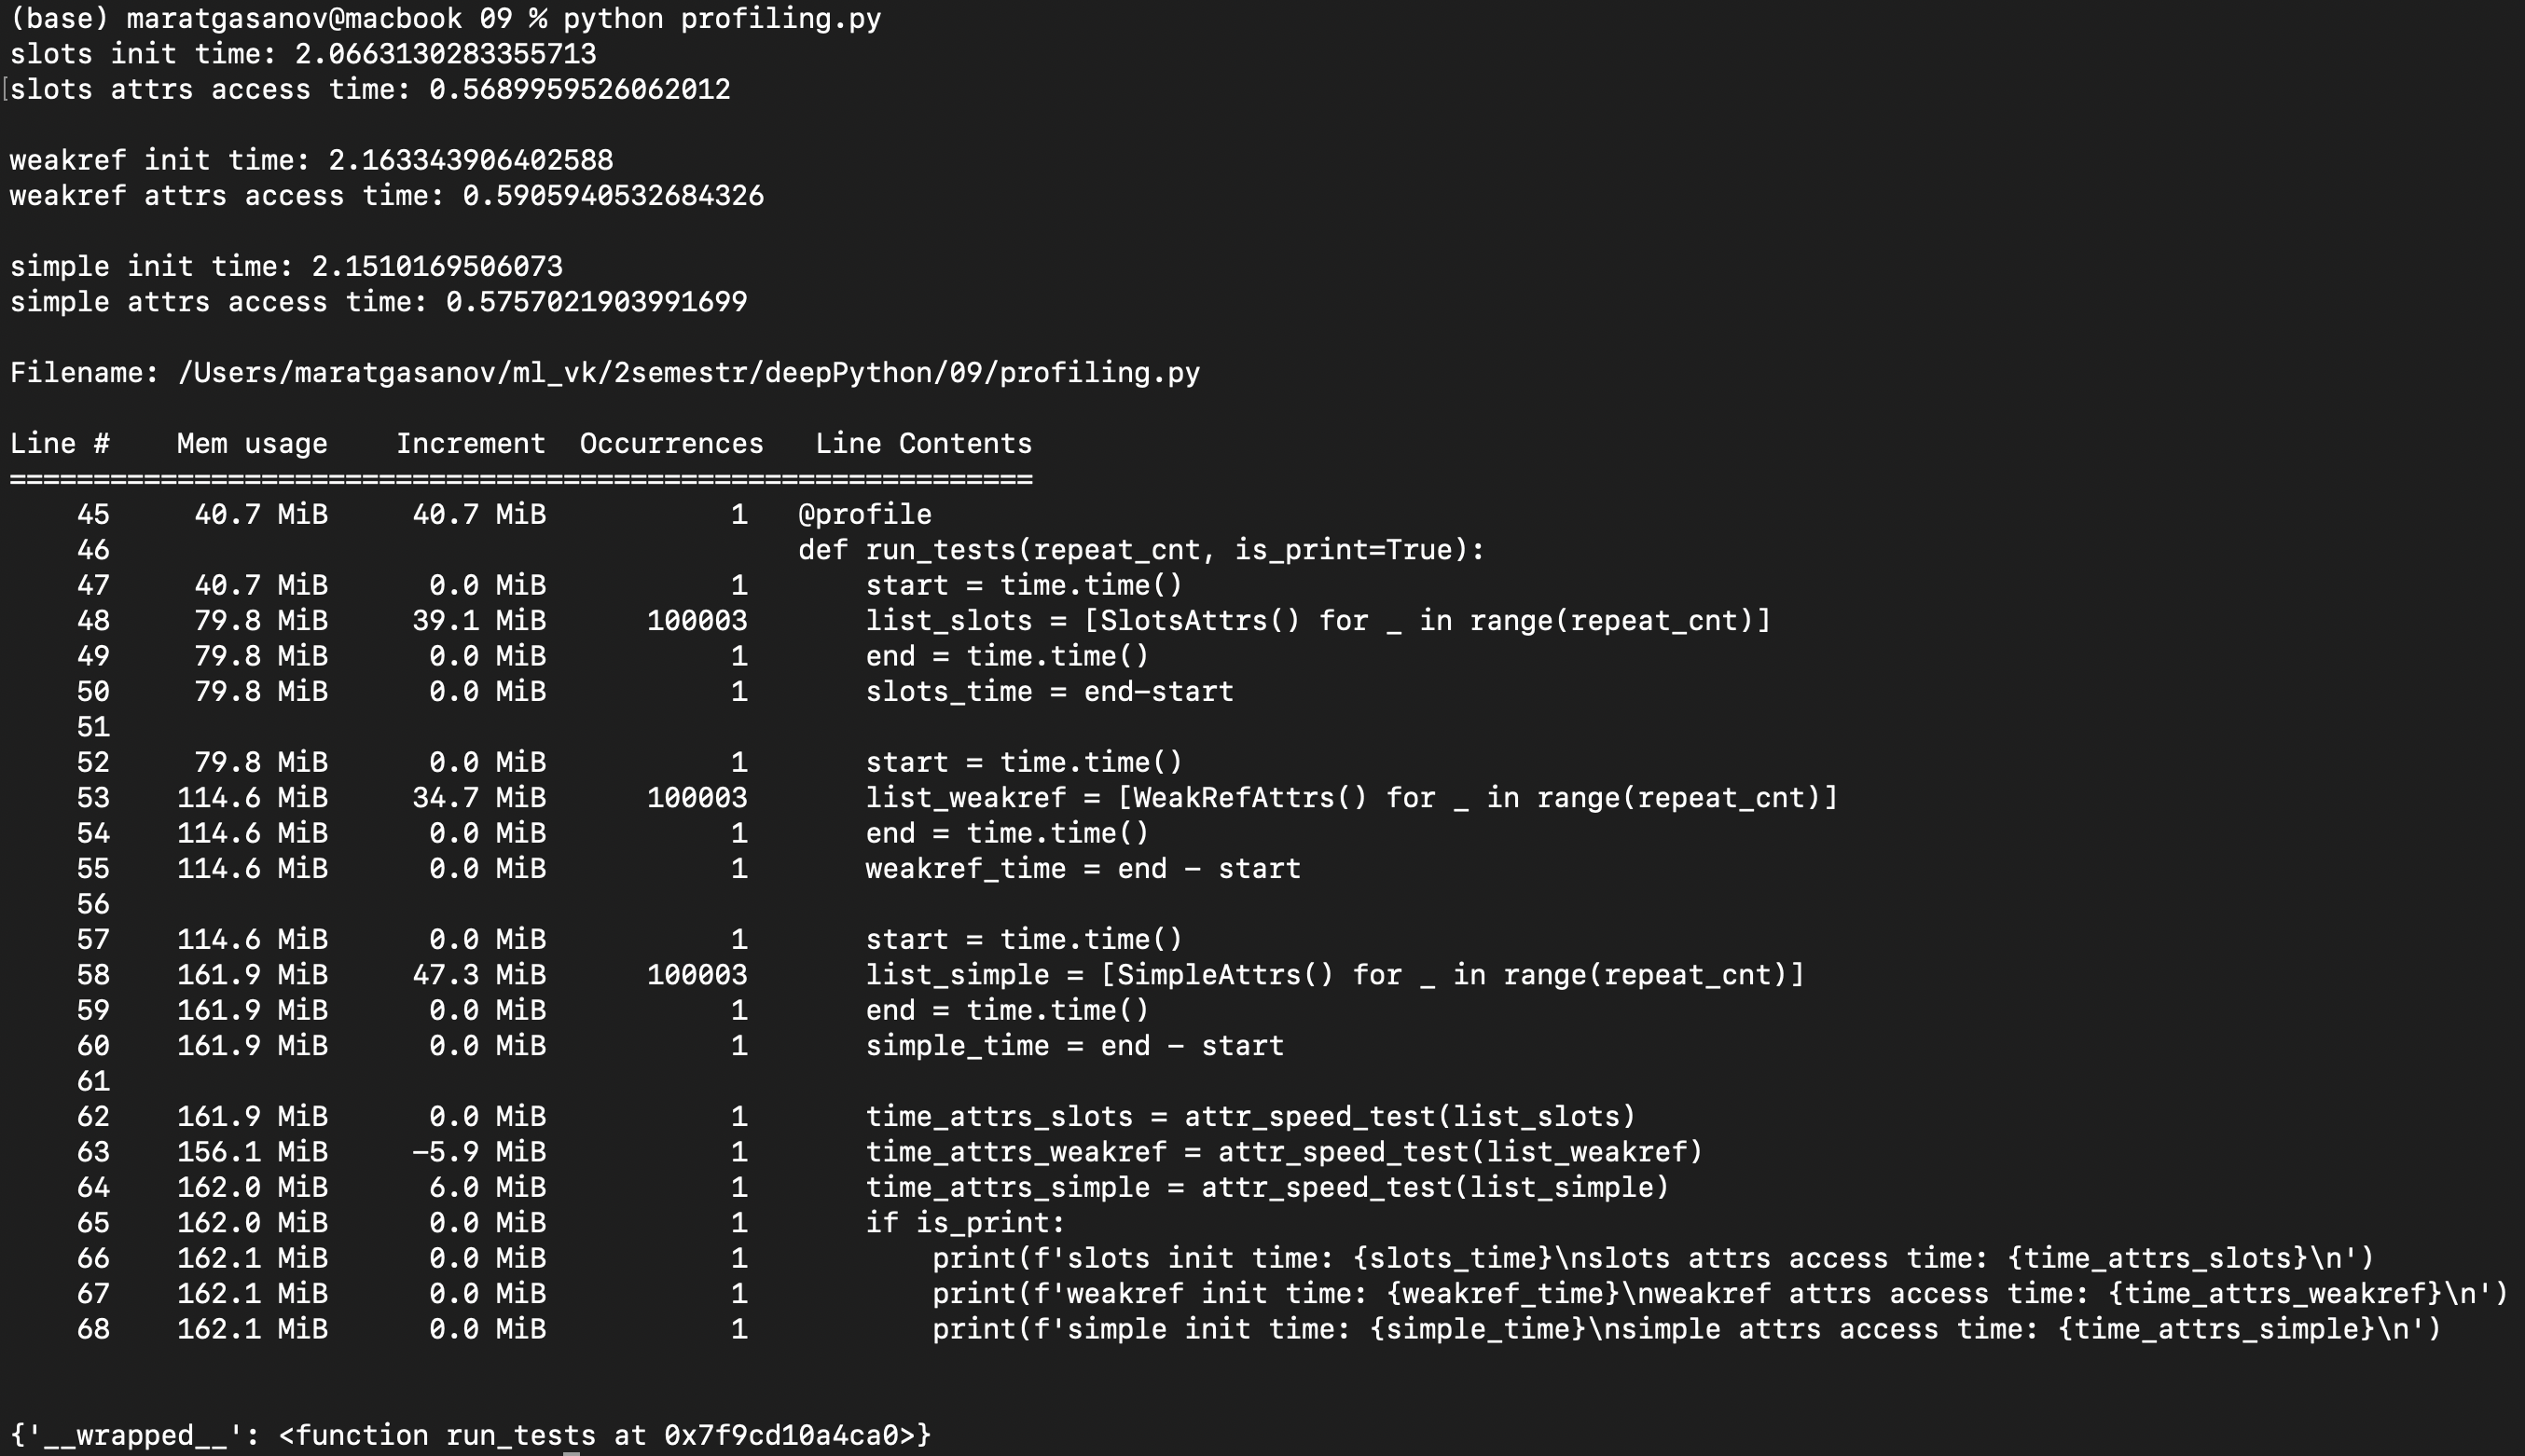 (base) maratgasanov@macbook 09 % python profiling.py
slots init time: 2.0663130283355713
[slots attrs access time: 0.5689959526062012
weakref init time: 2.163343906402588
weakref attrs access time: 0.5905940532684326
simple init time: 2.1510169506073
simple attrs access time: 0.5757021903991699
Filename: /Users/maratgasanov/ml_vk/2semestr/deepPython/09/profiling.py
Line #    Mem usage    Increment  Occurrences   Line Contents
=============================================================
    45     40.7 MiB     40.7 MiB           1   @profile
    46                                         def run_tests(repeat_cnt, is_print=True):
    47     40.7 MiB      0.0 MiB           1       start = time.time()
    48     79.8 MiB     39.1 MiB      100003       list_slots = [SlotsAttrs() for _ in range(repeat_cnt)]
    49     79.8 MiB      0.0 MiB           1       end = time.time()
    50     79.8 MiB      0.0 MiB           1       slots_time = end-start
    51
    52     79.8 MiB      0.0 MiB           1       start = time.time()
    53    114.6 MiB     34.7 MiB      100003       list_weakref = [WeakRefAttrs() for _ in range(repeat_cnt)]
    54    114.6 MiB      0.0 MiB           1       end = time.time()
    55    114.6 MiB      0.0 MiB           1       weakref_time = end - start
    56
    57    114.6 MiB      0.0 MiB           1       start = time.time()
    58    161.9 MiB     47.3 MiB      100003       list_simple = [SimpleAttrs() for _ in range(repeat_cnt)]
    59    161.9 MiB      0.0 MiB           1       end = time.time()
    60    161.9 MiB      0.0 MiB           1       simple_time = end - start
    61
    62    161.9 MiB      0.0 MiB           1       time_attrs_slots = attr_speed_test(list_slots)
    63    156.1 MiB     -5.9 MiB           1       time_attrs_weakref = attr_speed_test(list_weakref)
    64    162.0 MiB      6.0 MiB           1       time_attrs_simple = attr_speed_test(list_simple)
    65    162.0 MiB      0.0 MiB           1       if is_print:
    66    162.1 MiB      0.0 MiB           1           print(f'slots init time: {slots_time}\nslots attrs access time: {time_attrs_slots}\n')
    67    162.1 MiB      0.0 MiB           1           print(f'weakref init time: {weakref_time}\nweakref attrs access time: {time_attrs_weakref}\n')
    68    162.1 MiB      0.0 MiB           1           print(f'simple init time: {simple_time}\nsimple attrs access time: {time_attrs_simple}\n')
{'__wrapped__': <function run_tests at 0x7f9cd10a4ca0>}